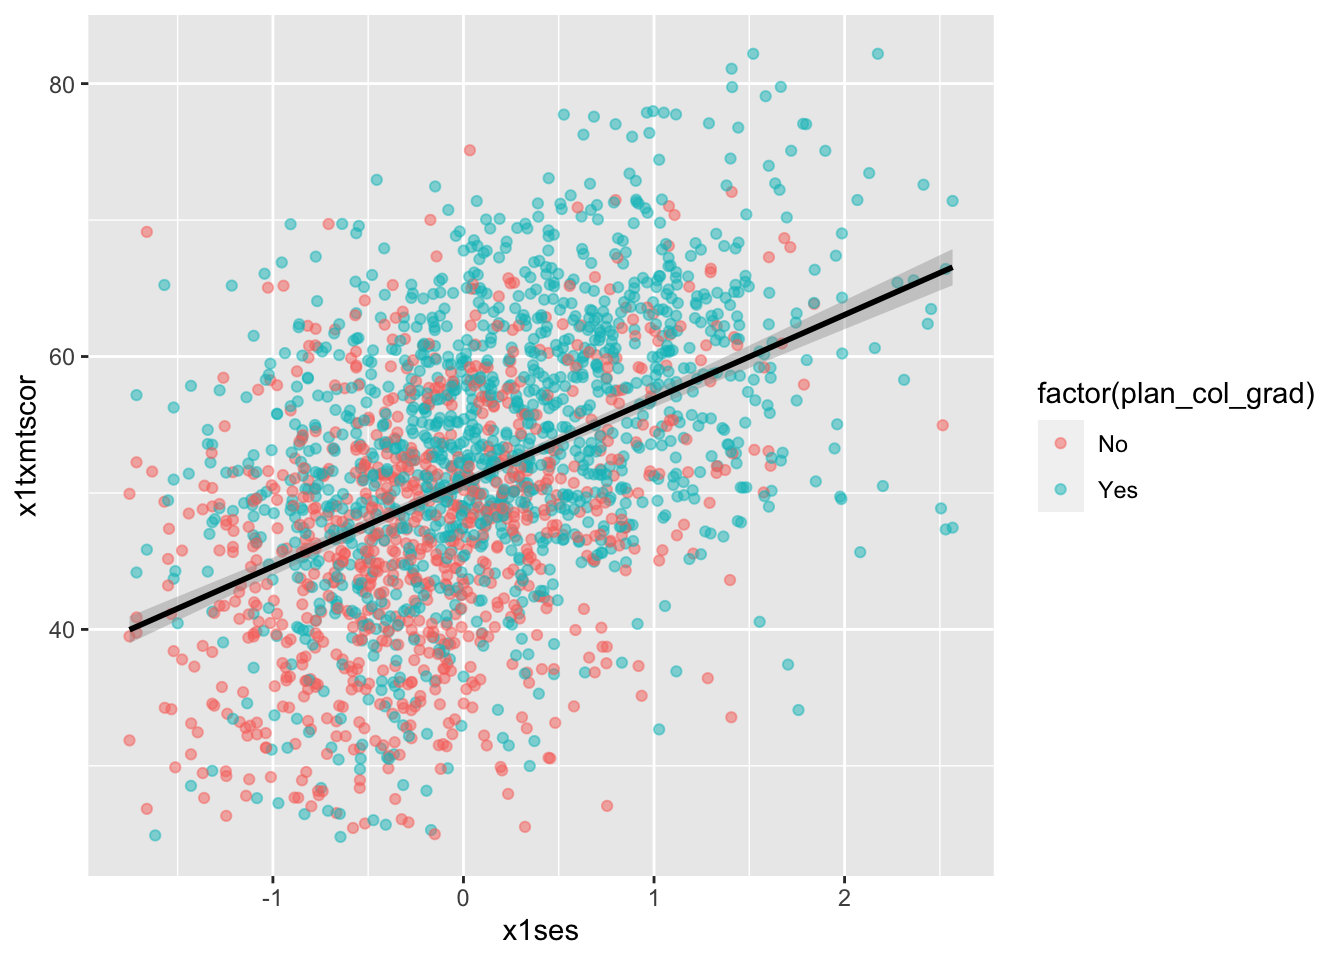 80
60
40
x1txmtscor
-1
0
1
2
x1ses
factor(plan_col_grad)
No
Yes